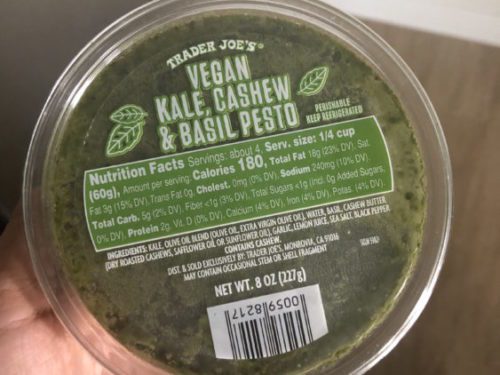 TRADER JOE'S®
VEGAN
KALE, CASHEW
& BASIL PESTO
PERISHABLE
KEEP REFRIGERATED
Nutrition Facts Servings: about 4, Serv. size: 1/4 cup
(60g), Amount per serving: Calories 180, Total Fat 18g (23% DV), Sat.
Fat 3g (15% DV), Trans Fat 0g, Cholest. 0mg (0% DV), Sodium 240mg (10% DV),
Total Carb. 5g (2% DV), Fiber <1g (3% DV), Total Sugars <1g (Incl. 0g Added Sugars,
0% DV), Protein 2g, Vit. D (0% DV), Calcium (4% DV), Iron (4% DV), Potas. (4% DV).
INGREDIENTS: KALE, OLIVE OIL BLEND (OLIVE OIL, EXTRA VIRGIN OLIVE OIL), WATER, BASIL, CASHEW BUTTER
(DRY ROASTED CASHEWS, SAFFLOWER OIL OR SUNFLOWER OIL), GARLIC, LEMON JUICE, SEA SALT, BLACK PEPPER
CONTAINS CASHEW.
DIST. & SOLD EXCLUSIVELY BY: TRADER JOE'S, MONROVIA, CA 91016
MAY CONTAIN OCCASIONAL STEM OR SHELL FRAGMENT
NET WT. 8 OZ (227g)
0059 8217